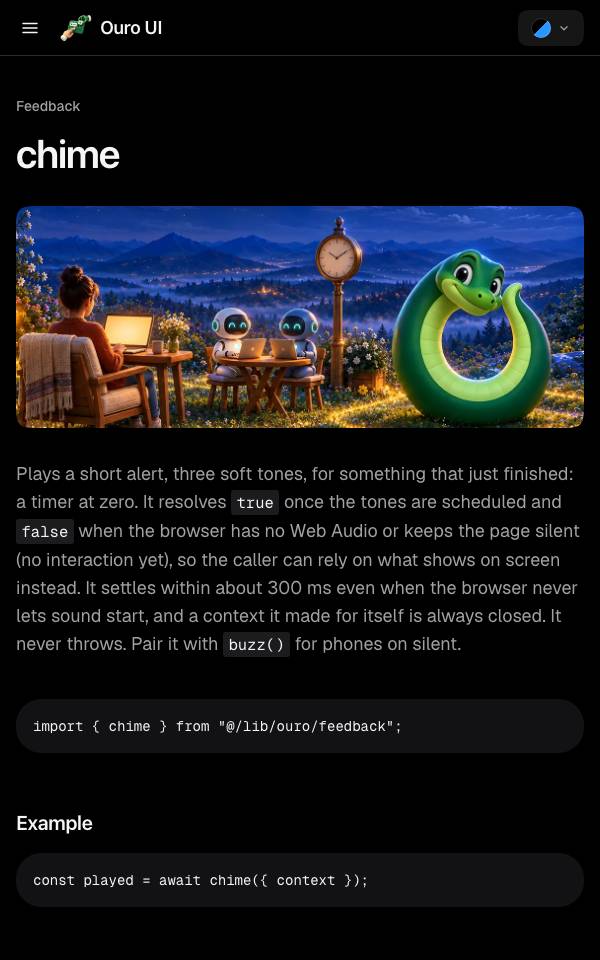 Ouro UI
Feedback
chime
Plays a short alert, three soft tones, for something that just finished:
a timer at zero. It resolves true once the tones are scheduled and
false when the browser has no Web Audio or keeps the page silent
(no interaction yet), so the caller can rely on what shows on screen
instead. It settles within about 300 ms even when the browser never
lets sound start, and a context it made for itself is always closed. It
never throws. Pair it with buzz() for phones on silent.
import { chime } from "@/lib/ouro/feedback";
Example
const played = await chime({ context });